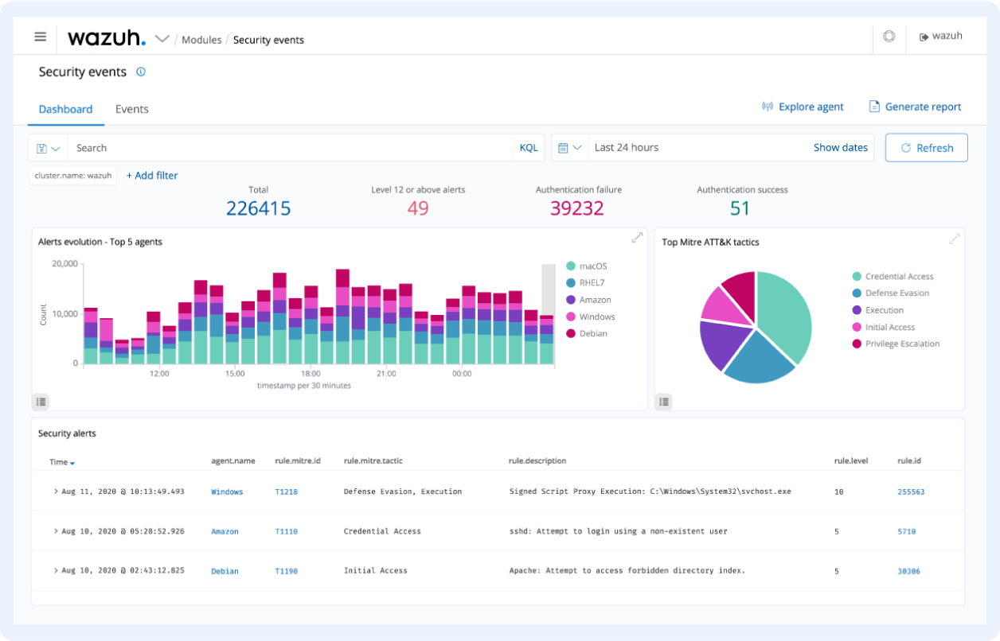 wazuh. / Modules / Security events wazuh
Security events
Dashboard Events Explore agent Generate report
Search KQL Last 24 hours Show dates Refresh
cluster.name: wazuh + Add filter
Total Level 12 or above alerts Authentication failure Authentication success
226415 49 39232 51
Alerts evolution - Top 5 agents
20,000
10,000
0
Count
12:00 15:00 18:00 21:00 00:00
timestamp per 30 minutes
macOS
RHEL7
Amazon
Windows
Debian
Top Mitre ATT&K tactics
Credential Access
Defense Evasion
Execution
Initial Access
Privilege Escalation
Security alerts
Time agent.name rule.mitre.id rule.mitre.tactic rule.description rule.level rule.id
Aug 11, 2020 @ 10:13:49.493 Windows T1218 Defense Evasion, Execution Signed Script Proxy Execution: C:\Windows\System32\svchost.exe 10 255563
Aug 10, 2020 @ 05:28:52.926 Amazon T1110 Credential Access sshd: Attempt to login using a non-existent user 5 5710
Aug 10, 2020 @ 02:43:12.825 Debian T1190 Initial Access Apache: Attempt to access forbidden directory index. 5 30306